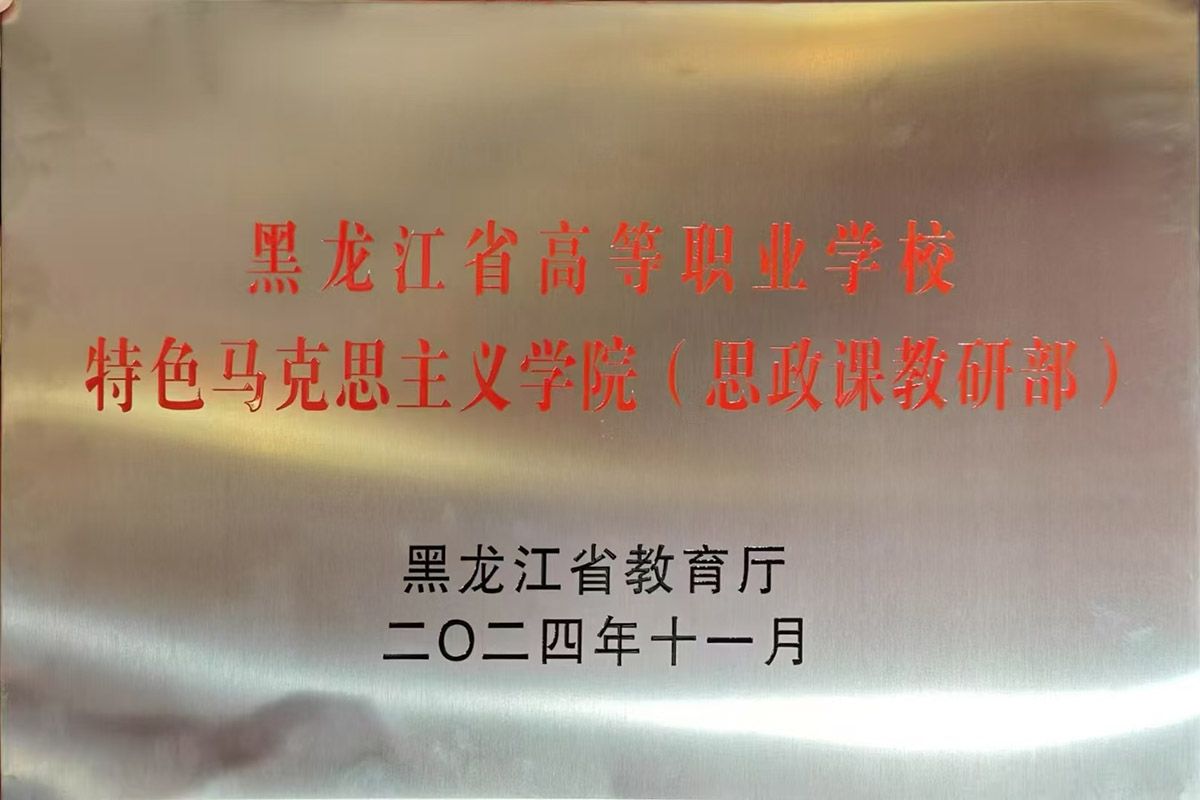 黑龙江省高等职业学校
特色马克思主义学院（思政课教研部）
黑龙江省教育厅
二〇二四年十一月